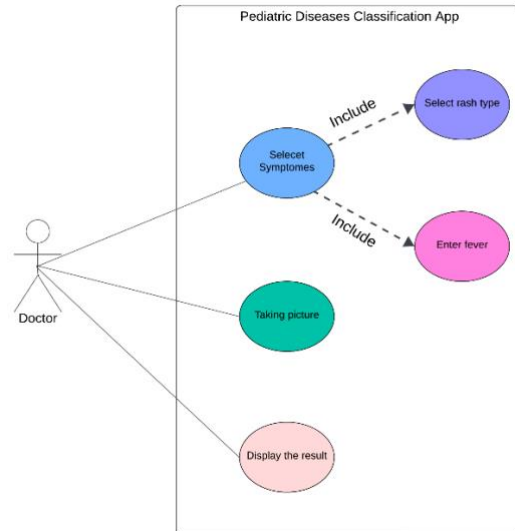 Pediatric Diseases Classification App
Include
Select rash type
Selecet
Symptomes
Include
Enter fever
Doctor
Taking picture
Display the result